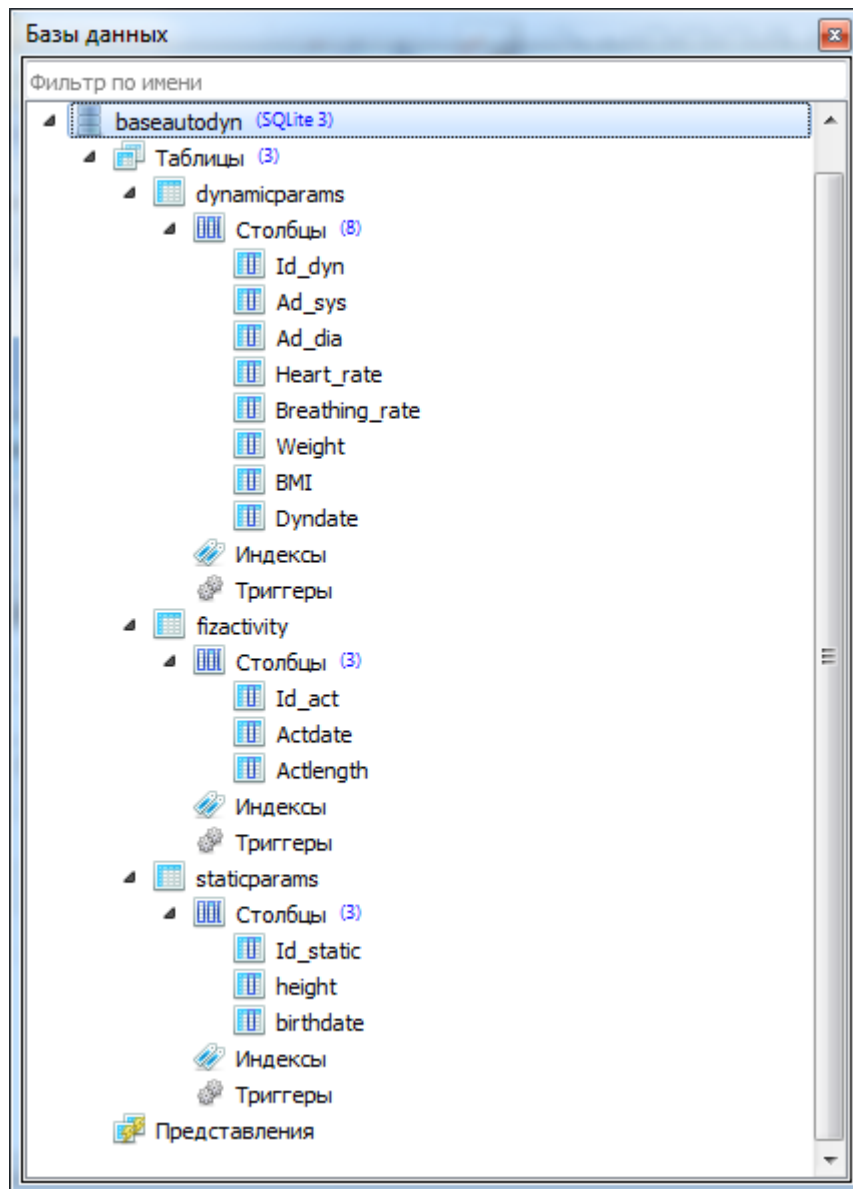 Базы данных
Фильтр по имени
baseautodyn (SQLite 3)
Таблицы (3)
dynamicparams
Столбцы (8)
Id_dyn
Ad_sys
Ad_dia
Heart_rate
Breathing_rate
Weight
BMI
Dyndate
Индексы
Триггеры
fizactivity
Столбцы (3)
Id_act
Actdate
Actlength
Индексы
Триггеры
staticparams
Столбцы (3)
Id_static
height
birthdate
Индексы
Триггеры
Представления